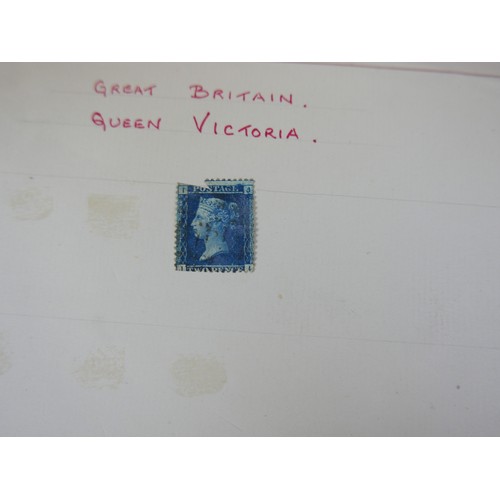 GREAT BRITAIN.
QUEEN VICTORIA.
POSTAGE